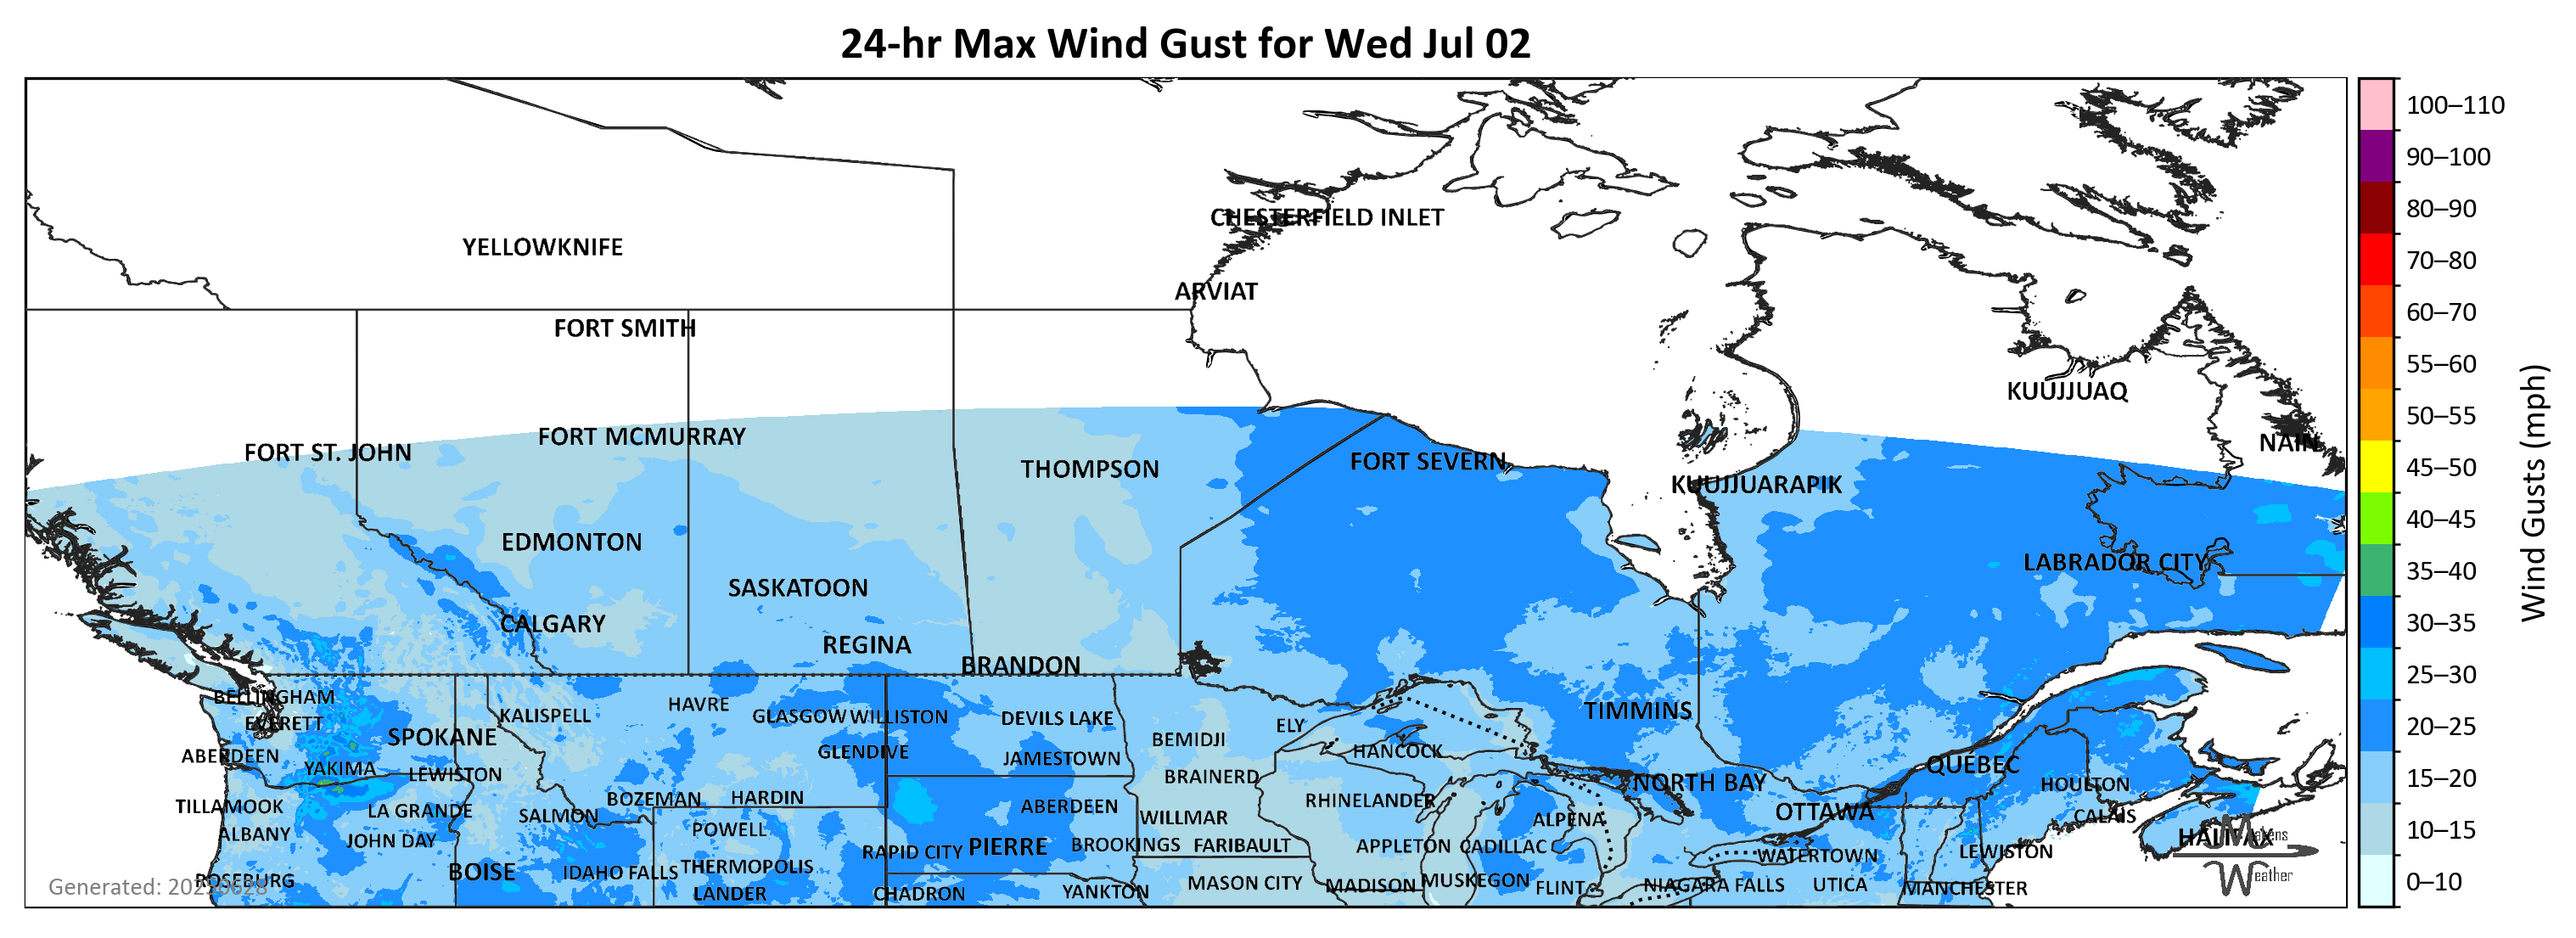 24-hr Max Wind Gust for Wed Jul 02
100–110
90–100
80–90
70–80
60–70
55–60
50–55
45–50
40–45
35–40
30–35
25–30
20–25
15–20
10–15
0–10
Wind Gusts (mph)
CHESTERFIELD INLET
YELLOWKNIFE
ARVIAT
FORT SMITH
KUUJJUAQ
FORT MCMURRAY
NAIN
FORT ST. JOHN
FORT SEVERN
THOMPSON
KUUJJUARAPIK
EDMONTON
LABRADOR CITY
SASKATOON
CALGARY
REGINA
BRANDON
BELLINGHAM
HAVRE
TIMMINS
KALISPELL
GLASGOW
WILLISTON
DEVILS LAKE
EVERETT
ELY
SPOKANE
BEMIDJI
HANCOCK
GLENDIVE
ABERDEEN
JAMESTOWN
QUÉBEC
YAKIMA
LEWISTON
BRAINERD
NORTH BAY
HOULTON
BOZEMAN
HARDIN
RHINELANDER
TILLAMOOK
ABERDEEN
LA GRANDE
OTTAWA
SALMON
WILLMAR
ALPENA
CALAIS
POWELL
ALBANY
HALIFAX
Makens
JOHN DAY
PIERRE
BROOKINGS
FARIBAULT
APPLETON
CADILLAC
RAPID CITY
LEWISTON
WATERTOWN
THERMOPOLIS
BOISE
IDAHO FALLS
Weather
ROSEBURG
MASON CITY
MADISON
MUSKEGON
FLINT
NIAGARA FALLS
UTICA
MANCHESTER
Generated: 20250628
LANDER
CHADRON
YANKTON